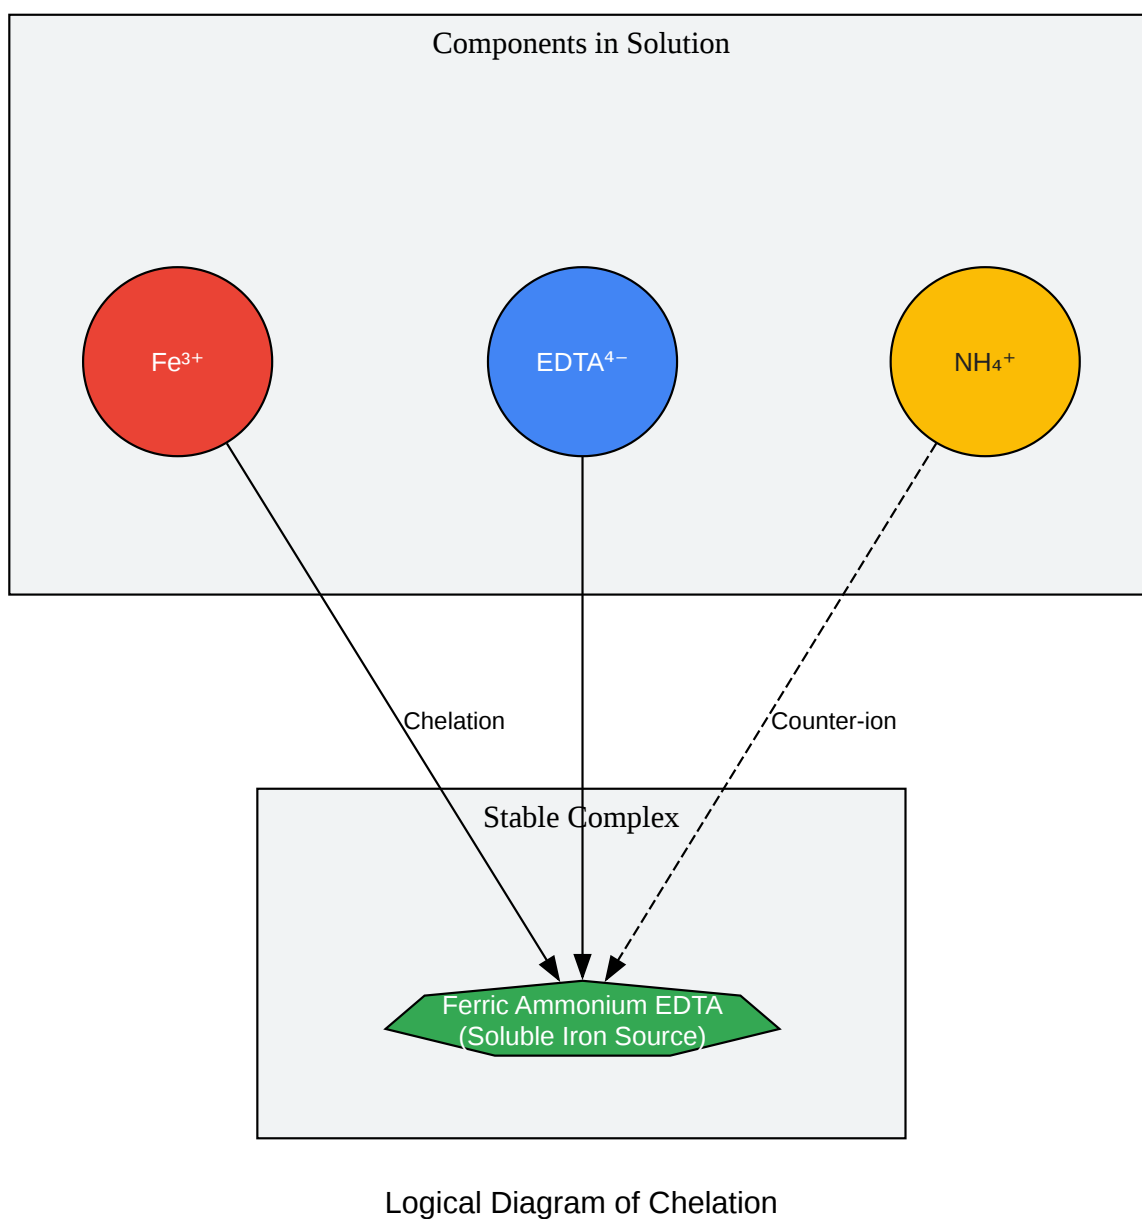 Components in Solution
Fe³⁺
EDTA⁴⁻
NH₄⁺
Chelation
Counter-ion
Stable Complex
Ferric Ammonium EDTA
(Soluble Iron Source)
Logical Diagram of Chelation